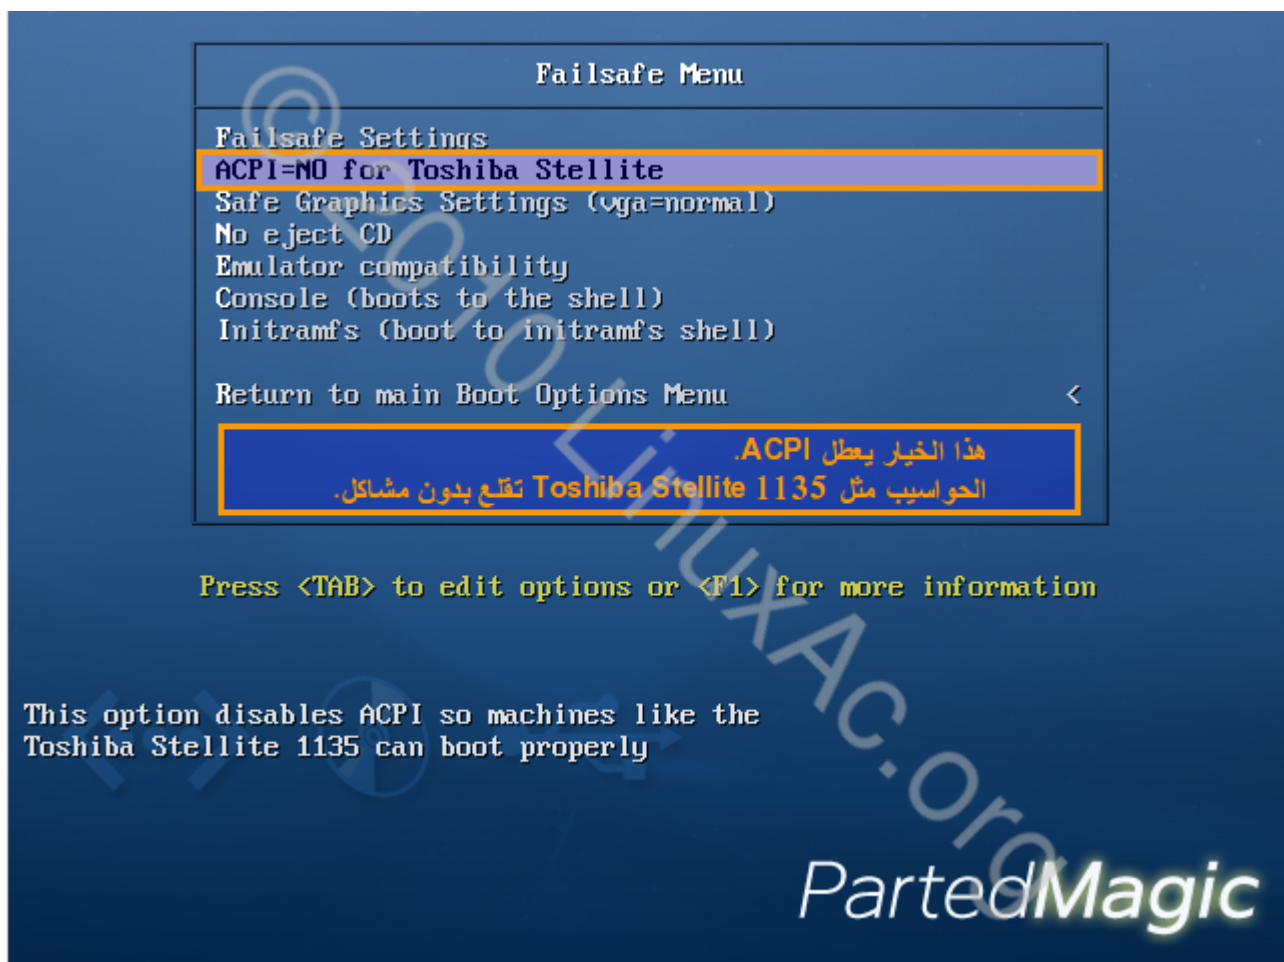 Failsafe Menu
Failsafe Settings
ACPI=NO for Toshiba Stellite
Safe Graphics Settings (vga=normal)
No eject CD
Emulator compatibility
Console (boots to the shell)
Initramfs (boot to initramfs shell)
Return to main Boot Options Menu <
هذا الخيار يعطل ACPI.
الحواسيب مثل Toshiba Stellite 1135 تقلع بدون مشاكل.
Press <TAB> to edit options or <F1> for more information
This option disables ACPI so machines like the
Toshiba Stellite 1135 can boot properly
PartedMagic
© 2010 LinuxAc.org